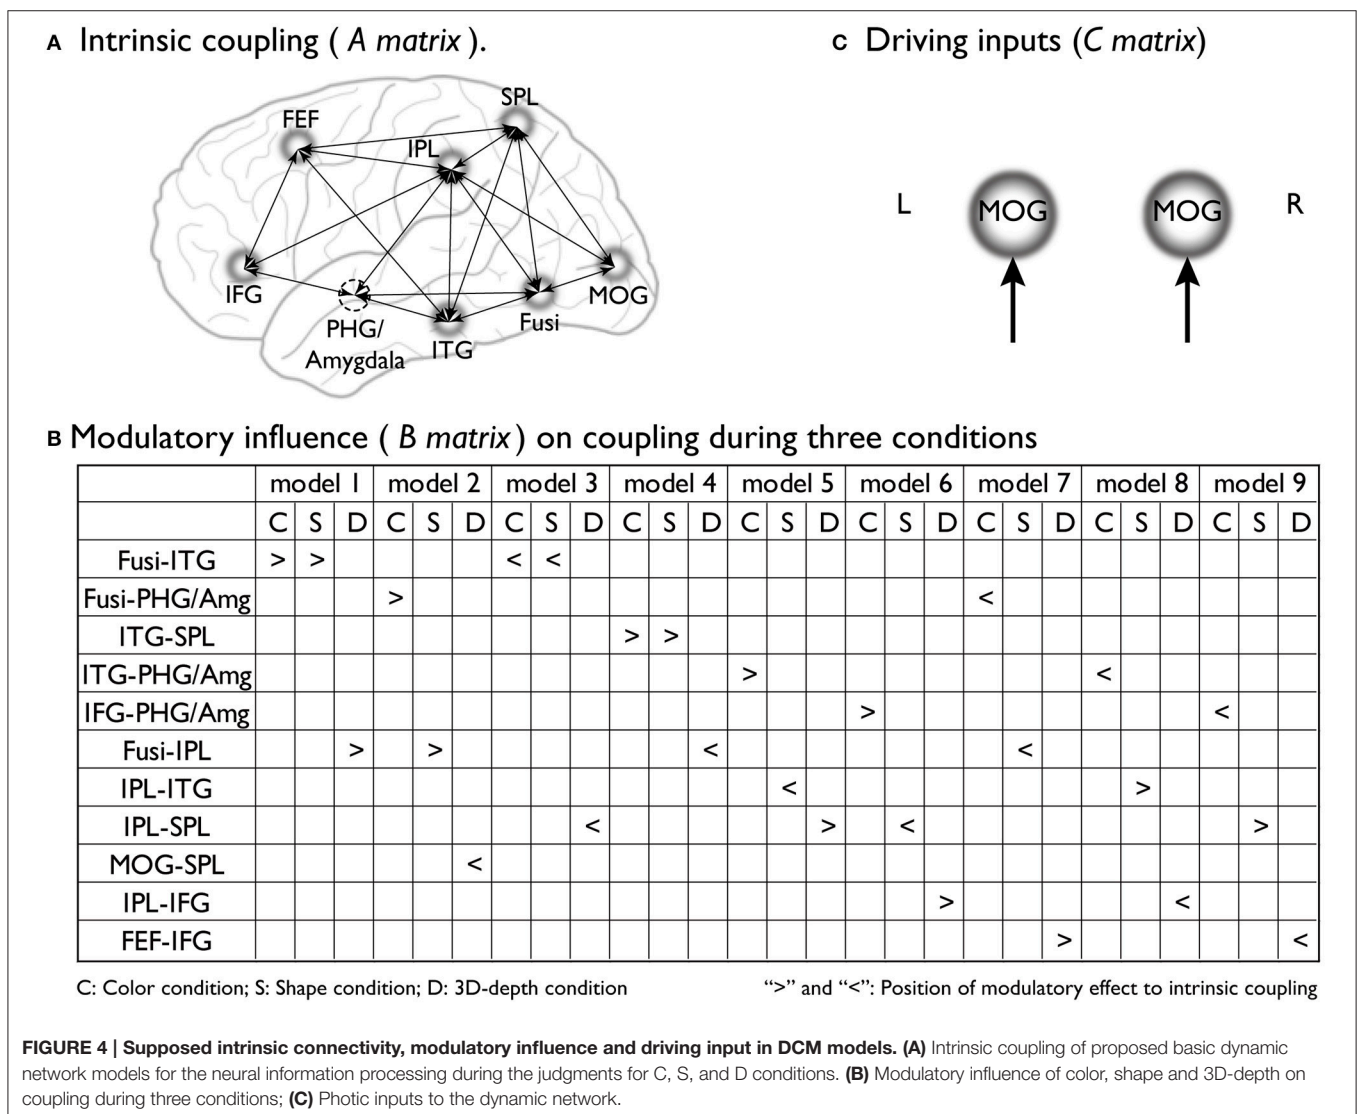 A Intrinsic coupling ( A matrix ).
SPL
FEF
IPL
IFG
MOG
PHG/
Amygdala
Fusi
ITG
C Driving inputs (C matrix)
L MOG MOG R
B Modulatory influence ( B matrix ) on coupling during three conditions
model 1 model 2 model 3 model 4 model 5 model 6 model 7 model 8 model 9
C S D C S D C S D C S D C S D C S D C S D C S D C S D
Fusi-ITG > > < <
Fusi-PHG/Amg > <
ITG-SPL > >
ITG-PHG/Amg > <
IFG-PHG/Amg > <
Fusi-IPL > > < <
IPL-ITG < >
IPL-SPL < > < >
MOG-SPL <
IPL-IFG > <
FEF-IFG > <
C: Color condition; S: Shape condition; D: 3D-depth condition
“>” and “<”: Position of modulatory effect to intrinsic coupling
FIGURE 4 | Supposed intrinsic connectivity, modulatory influence and driving input in DCM models. (A) Intrinsic coupling of proposed basic dynamic
network models for the neural information processing during the judgments for C, S, and D conditions. (B) Modulatory influence of color, shape and 3D-depth on
coupling during three conditions; (C) Photic inputs to the dynamic network.